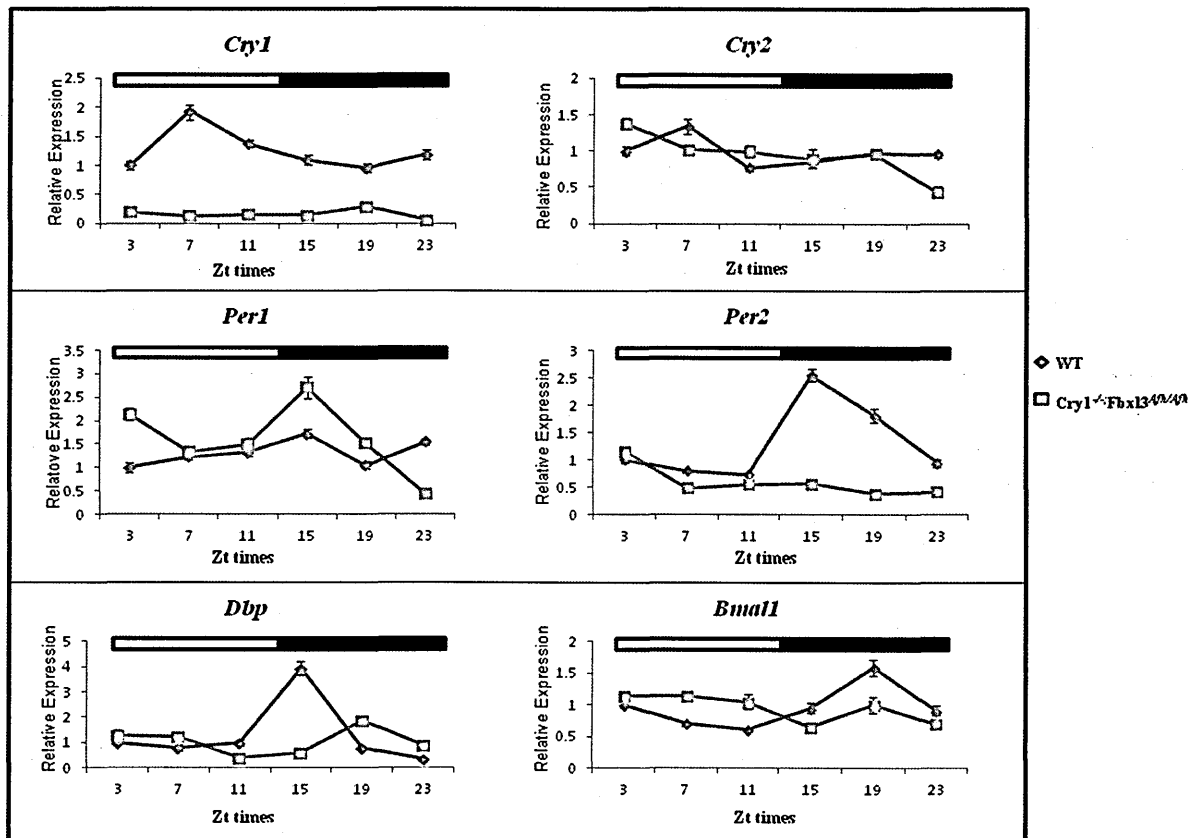 Cry1
Relative Expression
2.5
2
1.5
1
0.5
0
3 7 11 15 19 23
Zt times
Cry2
Relative Expression
2
1.5
1
0.5
0
3 7 11 15 19 23
Zt times
Per1
Relatove Expression
3.5
3
2.5
2
1.5
1
0.5
0
3 7 11 15 19 23
Zt times
Per2
Relative Expression
3
2.5
2
1.5
1
0.5
0
3 7 11 15 19 23
Zt times
WT
Cry1-/-;Fbxl3Afh/Afh
Dbp
Relative Expression
5
4
3
2
1
0
3 7 11 15 19 23
Zt times
Bmal1
Relative Expression
2
1.5
1
0.5
0
3 7 11 15 19 23
Zt times